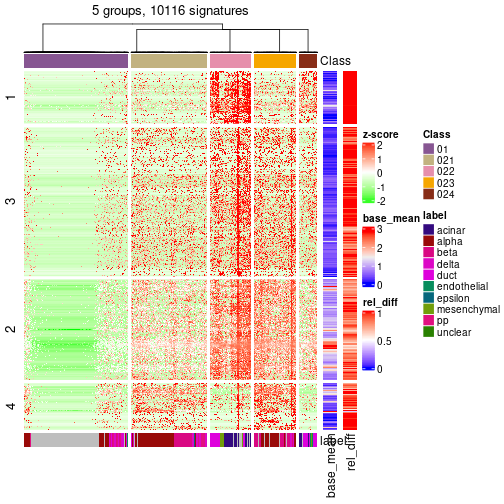 5 groups, 10116 signatures
Class
1
3
2
4
label
base_mean
rel_diff
z-score
2
1
0
-1
-2
base_mean
3
2
1
0
rel_diff
1
0.5
0
Class
01
021
022
023
024
label
acinar
alpha
beta
delta
duct
endothelial
epsilon
mesenchymal
pp
unclear